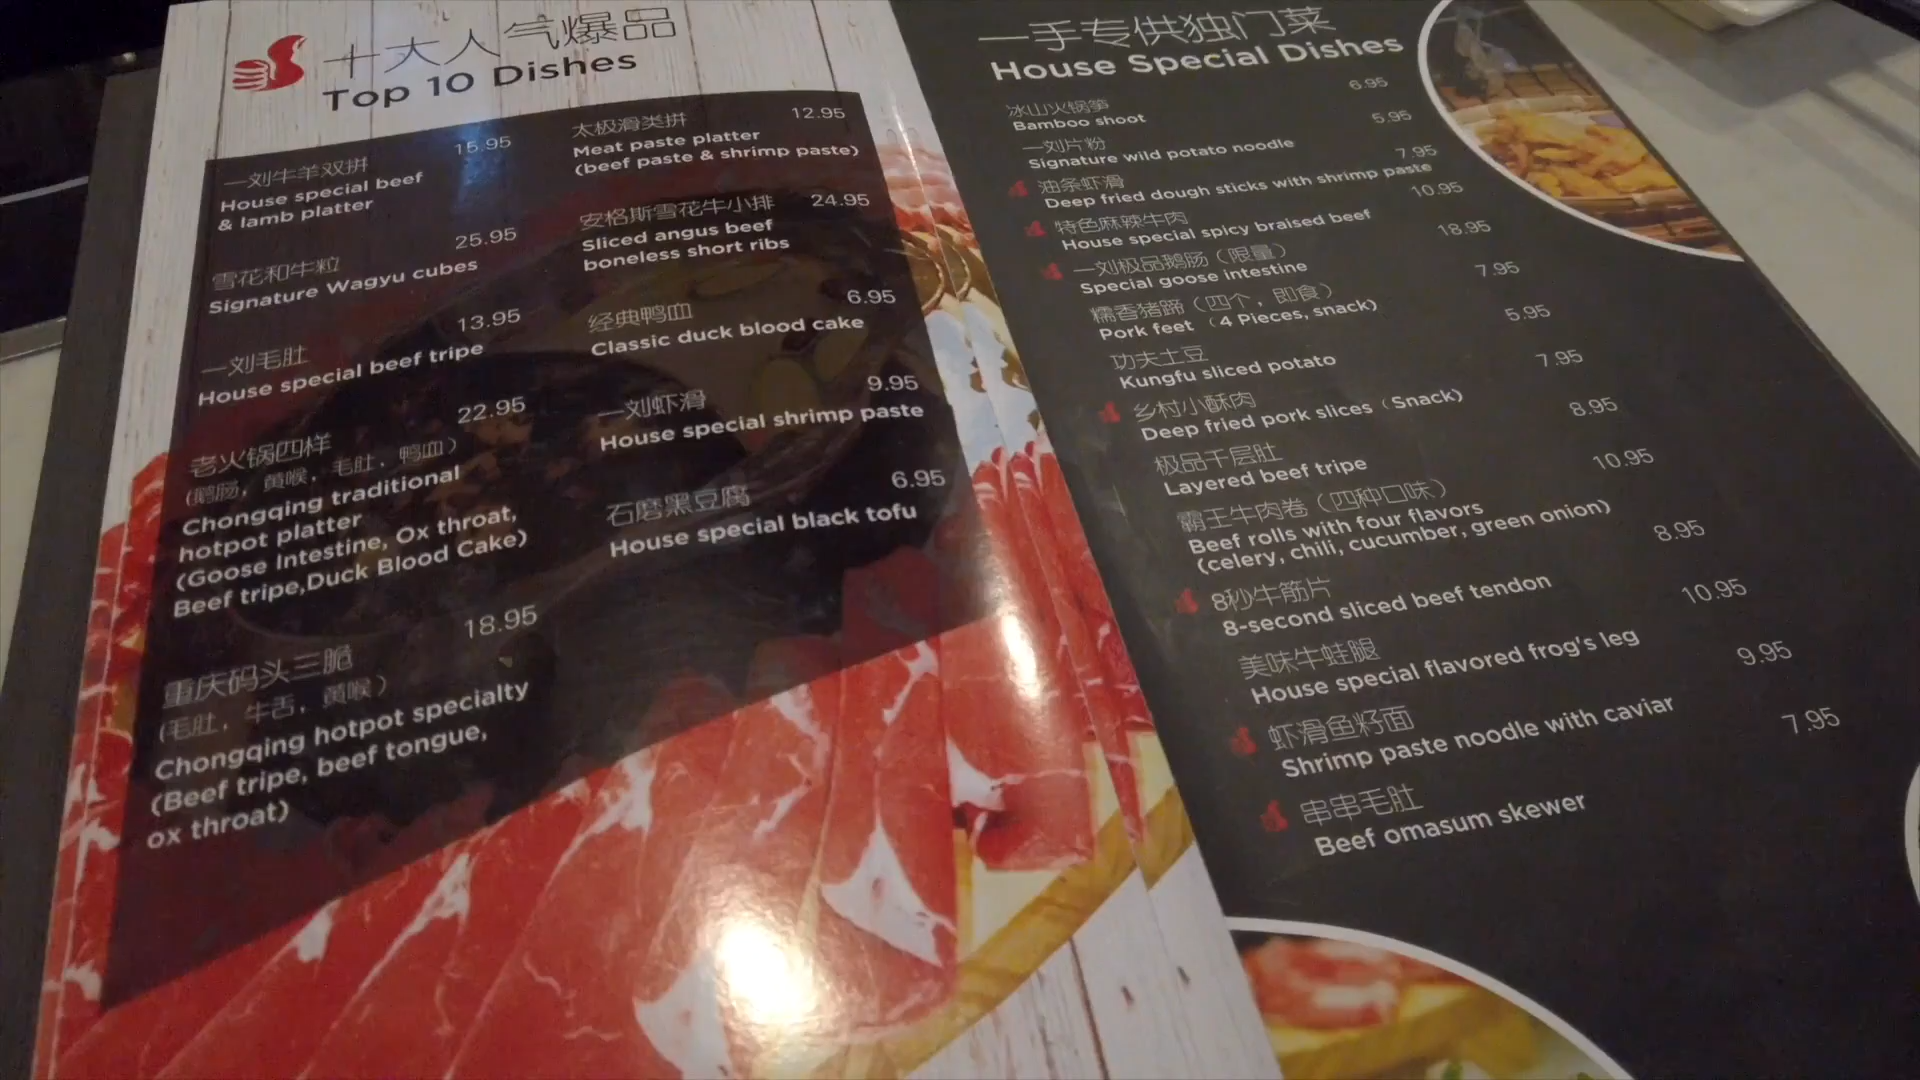 十大人气爆品
Top 10 Dishes
15.95
一刘牛羊双拼
House special beef
& lamb platter
25.95
雪花和牛粒
Signature Wagyu cubes
13.95
一刘毛肚
House special beef tripe
22.95
老火锅四样
(鹅肠，黄喉，毛肚，鸭血)
Chongqing traditional
hotpot platter
(Goose Intestine, Ox throat,
Beef tripe,Duck Blood Cake)
18.95
重庆码头三脆
(毛肚，牛舌，黄喉)
Chongqing hotpot specialty
(Beef tripe, beef tongue,
ox throat)
12.95
太极滑类拼
Meat paste platter
(beef paste & shrimp paste)
安格斯雪花牛小排 24.95
Sliced angus beef
boneless short ribs
6.95
经典鸭血
Classic duck blood cake
9.95
一刘虾滑
House special shrimp paste
6.95
石磨黑豆腐
House special black tofu
一手专供独门菜
House Special Dishes
6.95
冰山火锅笋
Bamboo shoot
5.95
一刘片粉
Signature wild potato noodle
7.95
油条虾滑
Deep fried dough sticks with shrimp paste
10.95
特色麻辣牛肉
House special spicy braised beef
18.95
一刘极品鹅肠（限量）
Special goose intestine
7.95
糯香猪蹄（四个，即食）
Pork feet （4 Pieces, snack)
5.95
功夫土豆
Kungfu sliced potato
7.95
乡村小酥肉
Deep fried pork slices（Snack)
8.95
极品千层肚
Layered beef tripe
10.95
霸王牛肉卷（四种口味）
Beef rolls with four flavors
(celery, chili, cucumber, green onion)
8.95
8秒牛筋片
8-second sliced beef tendon
10.95
美味牛蛙腿
House special flavored frog's leg
9.95
虾滑鱼籽面
Shrimp paste noodle with caviar
7.95
串串毛肚
Beef omasum skewer